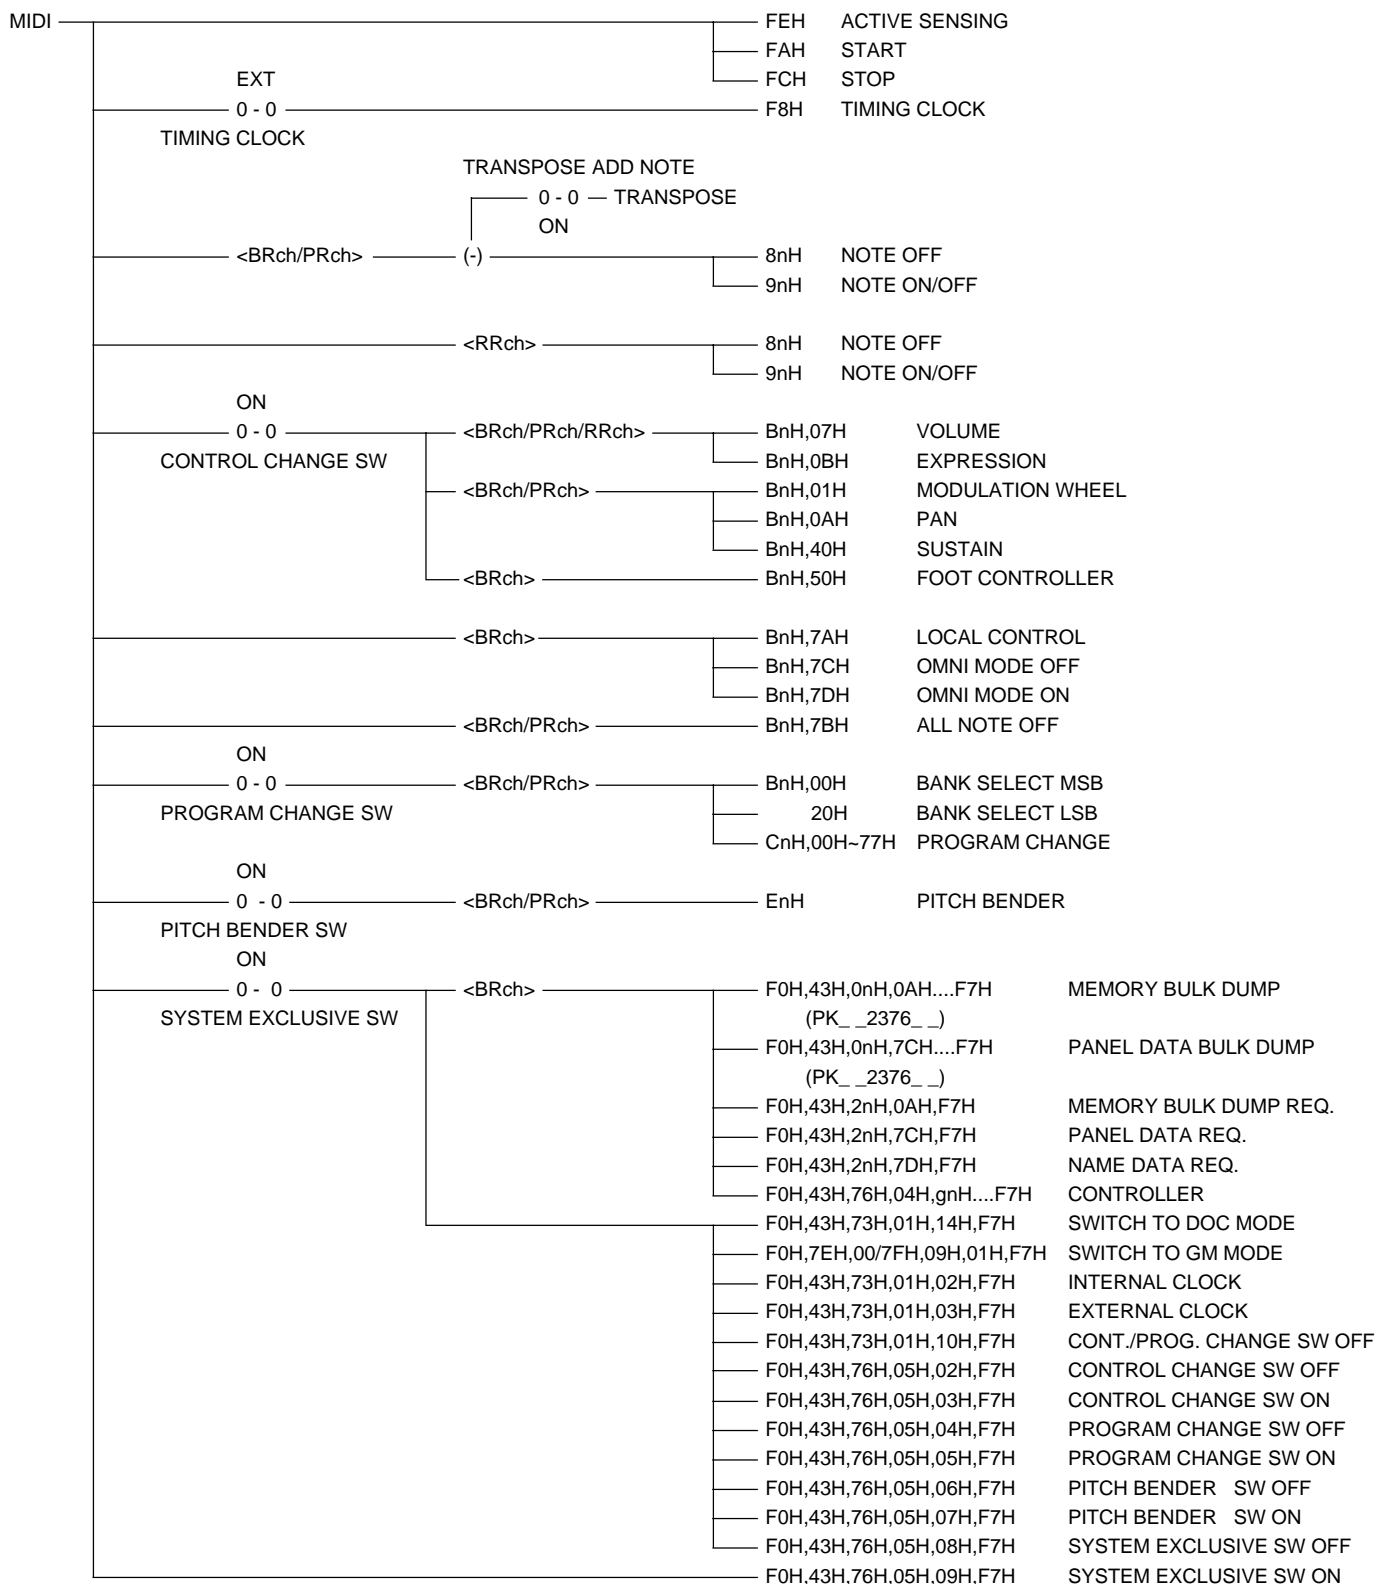 MIDI FEH ACTIVE SENSING
FAH START
EXT FCH STOP
0 - 0 F8H TIMING CLOCK
TIMING CLOCK
TRANSPOSE ADD NOTE
0 - 0 TRANSPOSE
ON
<BRch/PRch> (-) 8nH NOTE OFF
9nH NOTE ON/OFF
<RRch> 8nH NOTE OFF
9nH NOTE ON/OFF
ON
0 - 0 <BRch/PRch/RRch> BnH,07H VOLUME
CONTROL CHANGE SW BnH,0BH EXPRESSION
<BRch/PRch> BnH,01H MODULATION WHEEL
BnH,0AH PAN
BnH,40H SUSTAIN
<BRch> BnH,50H FOOT CONTROLLER
<BRch> BnH,7AH LOCAL CONTROL
BnH,7CH OMNI MODE OFF
BnH,7DH OMNI MODE ON
<BRch/PRch> BnH,7BH ALL NOTE OFF
ON
0 - 0 <BRch/PRch> BnH,00H BANK SELECT MSB
PROGRAM CHANGE SW 20H BANK SELECT LSB
CnH,00H~77H PROGRAM CHANGE
ON
0 - 0 <BRch/PRch> EnH PITCH BENDER
PITCH BENDER SW
ON
0 - 0 <BRch> F0H,43H,0nH,0AH....F7H MEMORY BULK DUMP
SYSTEM EXCLUSIVE SW (PK_ _2376_ _)
F0H,43H,0nH,7CH....F7H PANEL DATA BULK DUMP
(PK_ _2376_ _)
F0H,43H,2nH,0AH,F7H MEMORY BULK DUMP REQ.
F0H,43H,2nH,7CH,F7H PANEL DATA REQ.
F0H,43H,2nH,7DH,F7H NAME DATA REQ.
F0H,43H,76H,04H,gnH....F7H CONTROLLER
F0H,43H,73H,01H,14H,F7H SWITCH TO DOC MODE
F0H,7EH,00/7FH,09H,01H,F7H SWITCH TO GM MODE
F0H,43H,73H,01H,02H,F7H INTERNAL CLOCK
F0H,43H,73H,01H,03H,F7H EXTERNAL CLOCK
F0H,43H,73H,01H,10H,F7H CONT./PROG. CHANGE SW OFF
F0H,43H,76H,05H,02H,F7H CONTROL CHANGE SW OFF
F0H,43H,76H,05H,03H,F7H CONTROL CHANGE SW ON
F0H,43H,76H,05H,04H,F7H PROGRAM CHANGE SW OFF
F0H,43H,76H,05H,05H,F7H PROGRAM CHANGE SW ON
F0H,43H,76H,05H,06H,F7H PITCH BENDER SW OFF
F0H,43H,76H,05H,07H,F7H PITCH BENDER SW ON
F0H,43H,76H,05H,08H,F7H SYSTEM EXCLUSIVE SW OFF
F0H,43H,76H,05H,09H,F7H SYSTEM EXCLUSIVE SW ON